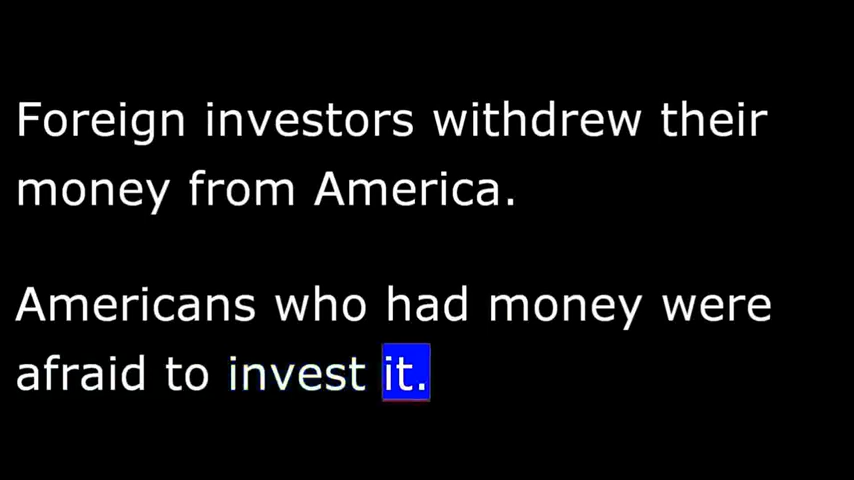 Foreign investors withdrew their
money from America.
Americans who had money were
afraid to invest it.